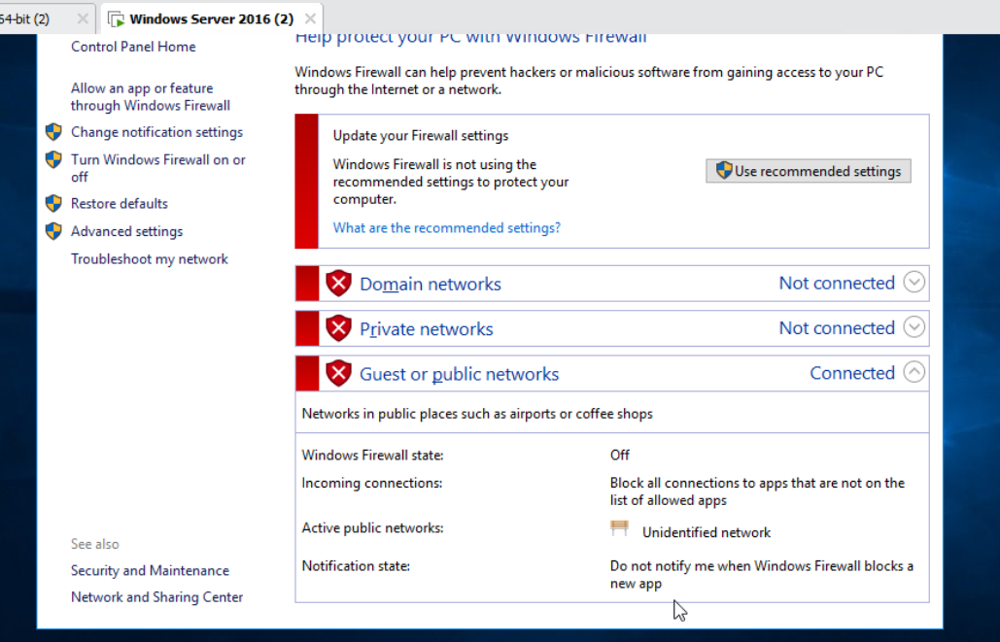 64-bit (2)
Windows Server 2016 (2)
Control Panel Home
Allow an app or feature
through Windows Firewall
Change notification settings
Turn Windows Firewall on or
off
Restore defaults
Advanced settings
Troubleshoot my network
See also
Security and Maintenance
Network and Sharing Center
Help protect your PC with Windows Firewall
Windows Firewall can help prevent hackers or malicious software from gaining access to your PC
through the Internet or a network.
Update your Firewall settings
Windows Firewall is not using the
recommended settings to protect your
computer.
Use recommended settings
What are the recommended settings?
Domain networks Not connected
Private networks Not connected
Guest or public networks Connected
Networks in public places such as airports or coffee shops
Windows Firewall state: Off
Incoming connections: Block all connections to apps that are not on the
list of allowed apps
Active public networks: Unidentified network
Notification state: Do not notify me when Windows Firewall blocks a
new app